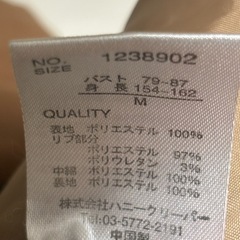 NO. 1238902
SIZE
バスト 79~87
身長 154~162
M
QUALITY
表地 ポリエステル 100%
リブ部分
ポリエステル 97%
ポリウレタン 3%
中綿 ポリエステル 100%
裏地 ポリエステル 100%
株式会社ハニークリーパー
Tel:03-5772-2191
中国製